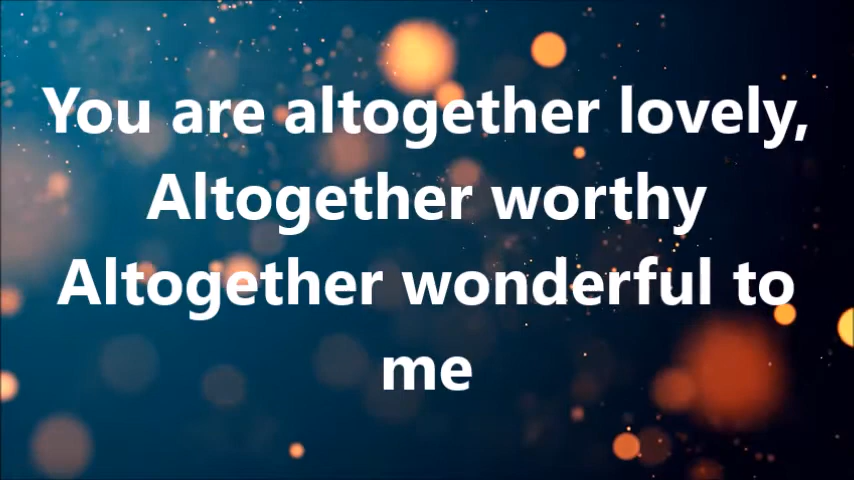 You are altogether lovely,
Altogether worthy
Altogether wonderful to
me